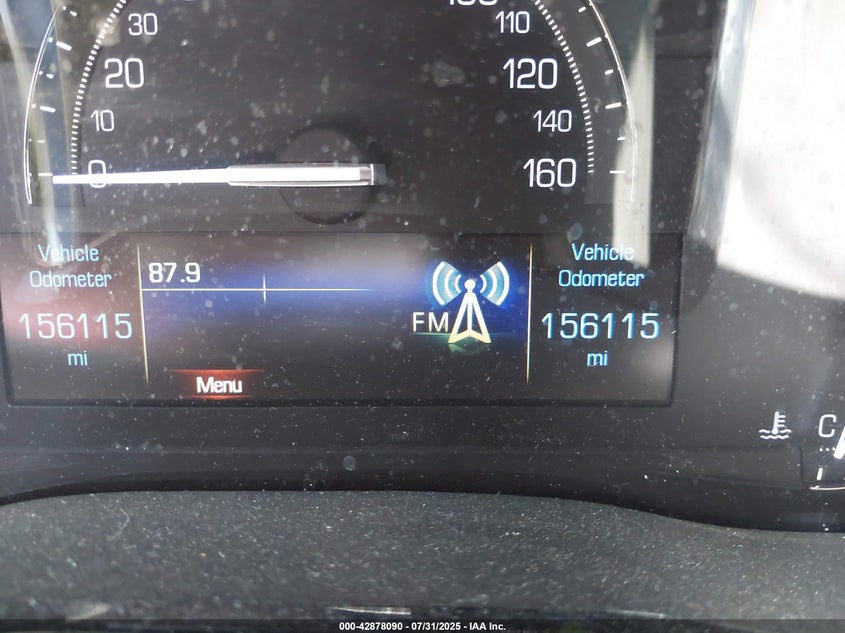 30
110
20
120
10
140
0
160
Vehicle
Odometer
156115
mi
87.9
FM
Menu
Vehicle
Odometer
156115
mi
C
000-42878090 - 07/31/2025 - IAA Inc.